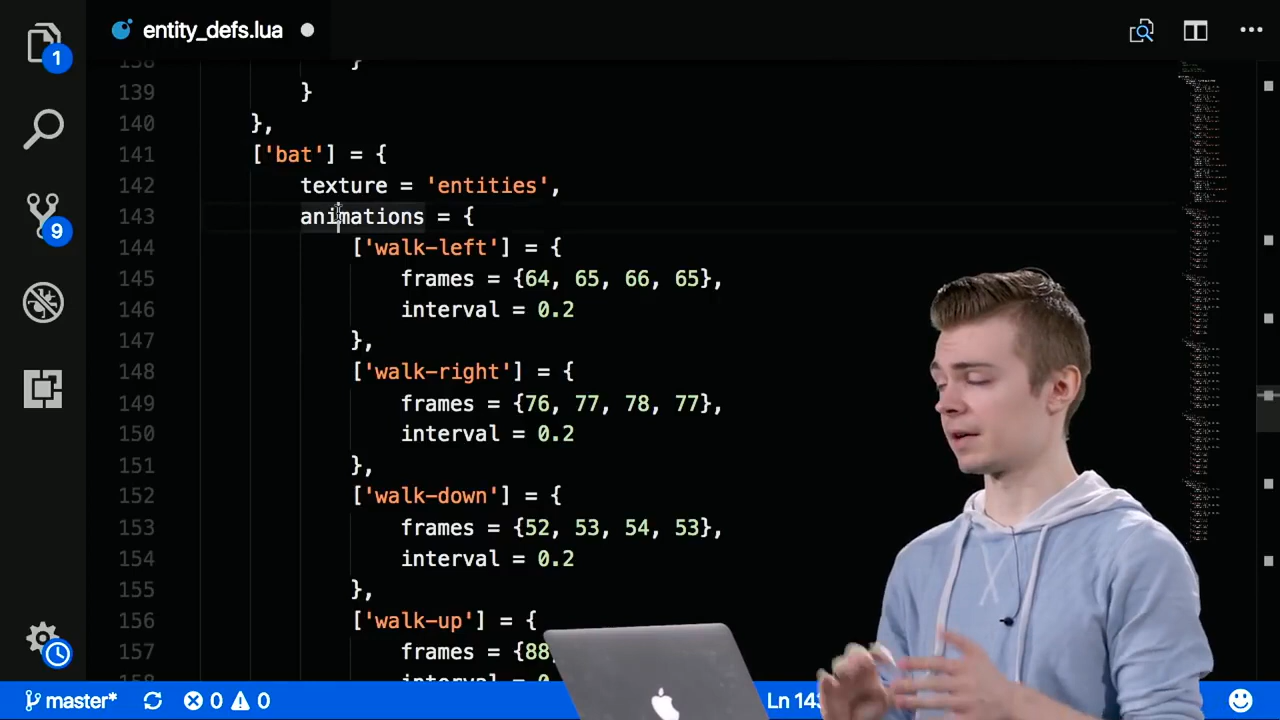 1
entity_defs.lua
138 }
139 }
140 },
141 ['bat'] = {
142 texture = 'entities',
143 animations = {
144 ['walk-left'] = {
145 frames = {64, 65, 66, 65},
146 interval = 0.2
147 },
148 ['walk-right'] = {
149 frames = {76, 77, 78, 77},
150 interval = 0.2
151 },
152 ['walk-down'] = {
153 frames = {52, 53, 54, 53},
154 interval = 0.2
155 },
156 ['walk-up'] = {
157 frames = {88,
158
9
master* 0 0 Ln 143